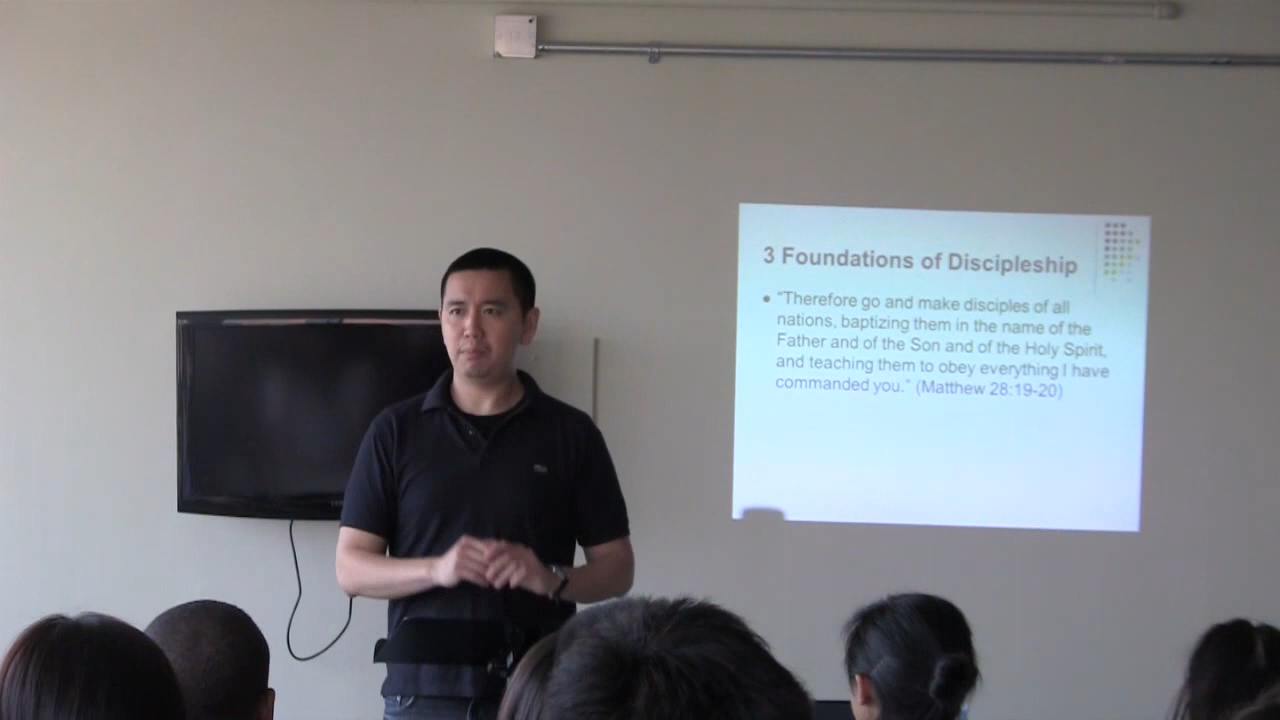 3 Foundations of Discipleship
● “Therefore go and make disciples of all
nations, baptizing them in the name of the
Father and of the Son and of the Holy Spirit,
and teaching them to obey everything I have
commanded you.” (Matthew 28:19-20)